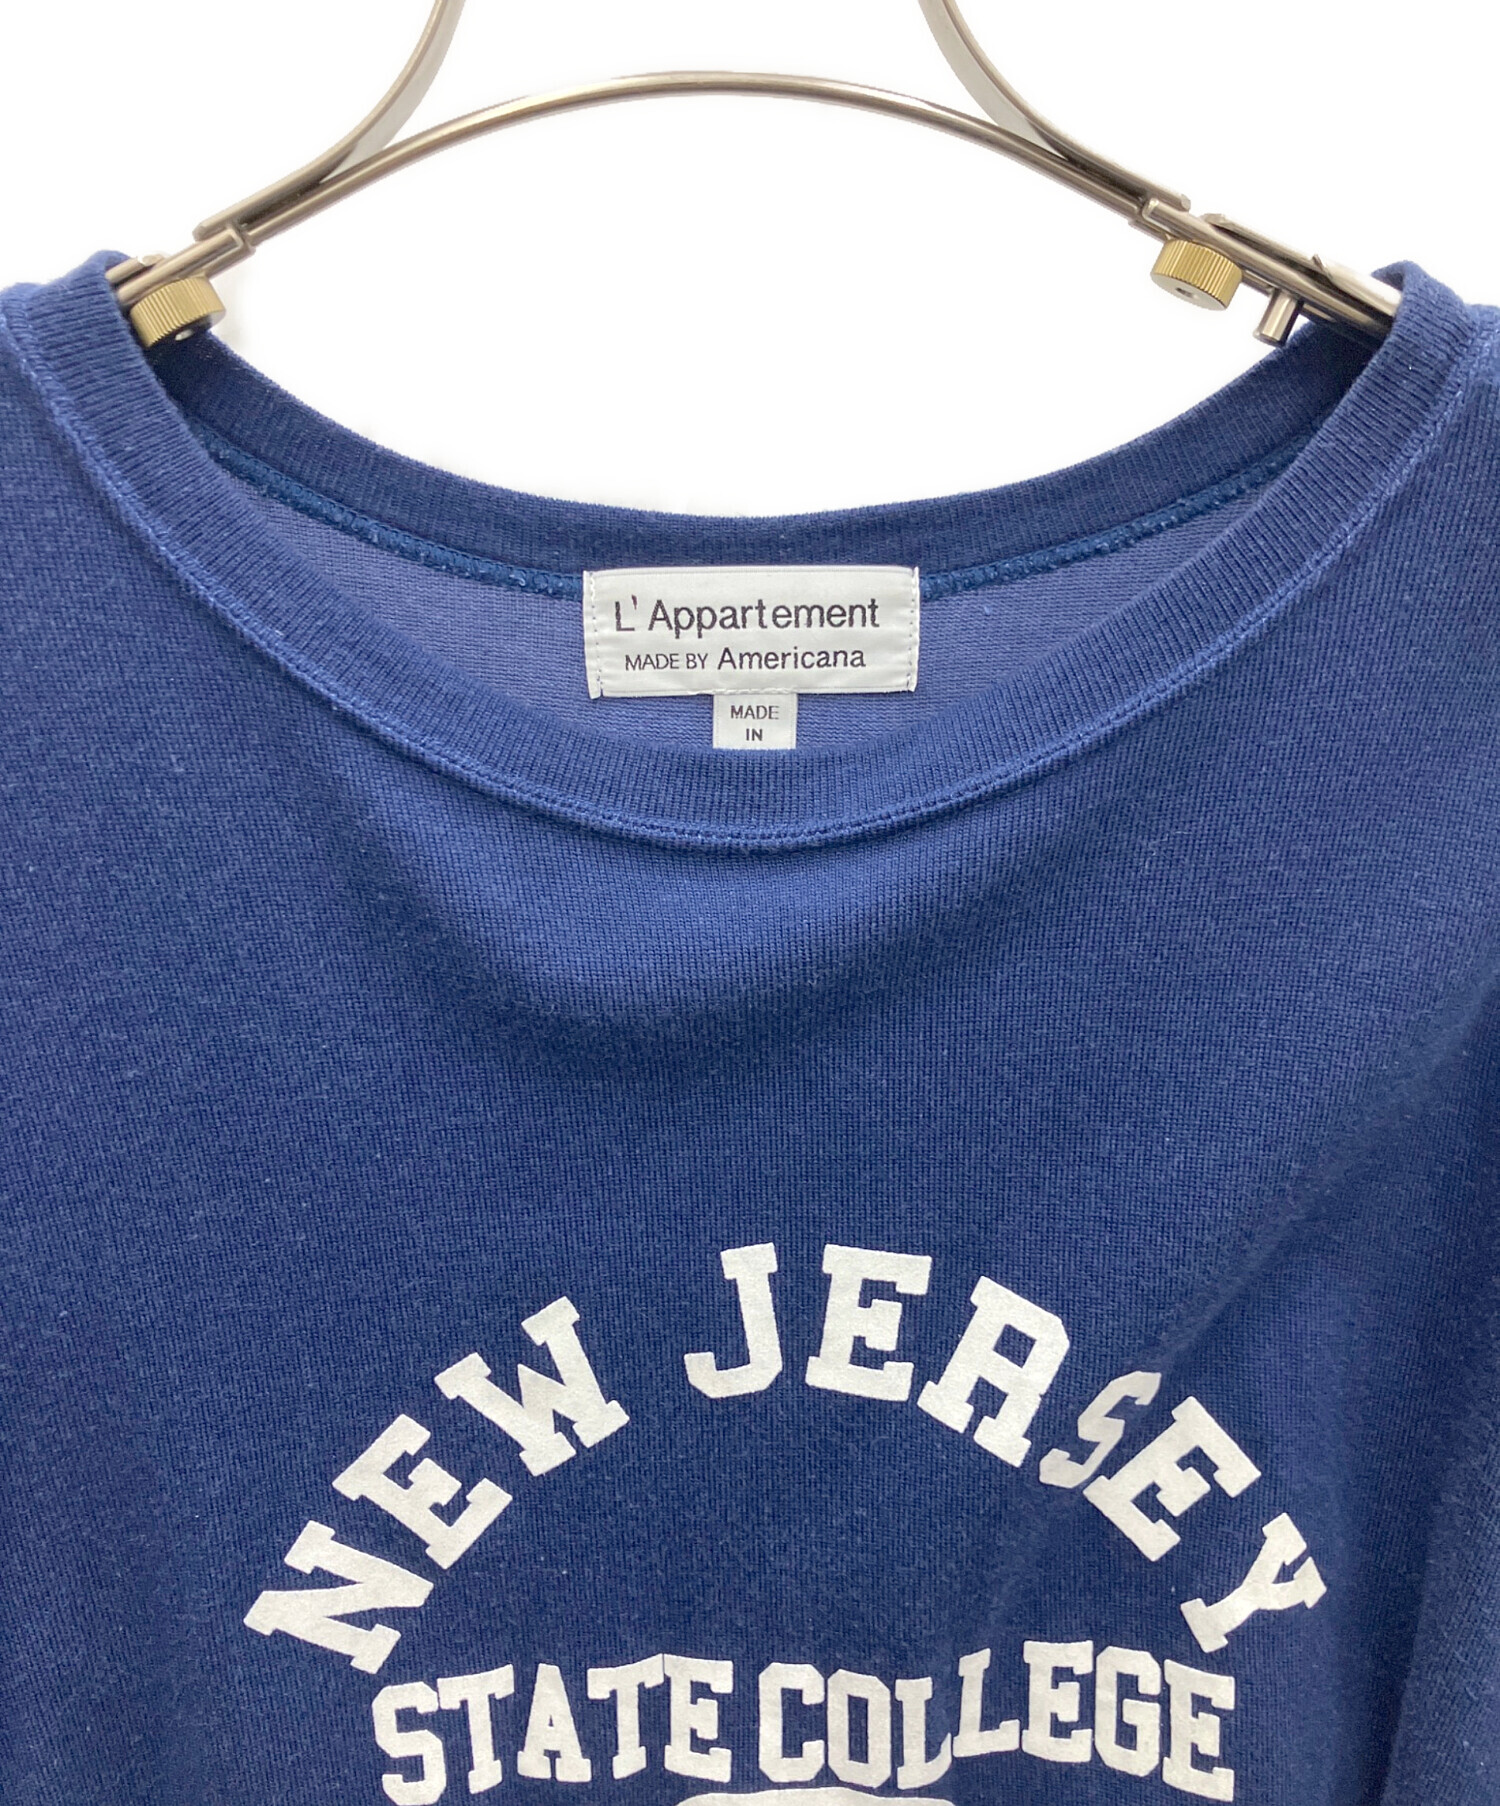 L' Appartement
MADE BY Americana
MADE
IN
NEW JERSEY
STATE COLLEGE